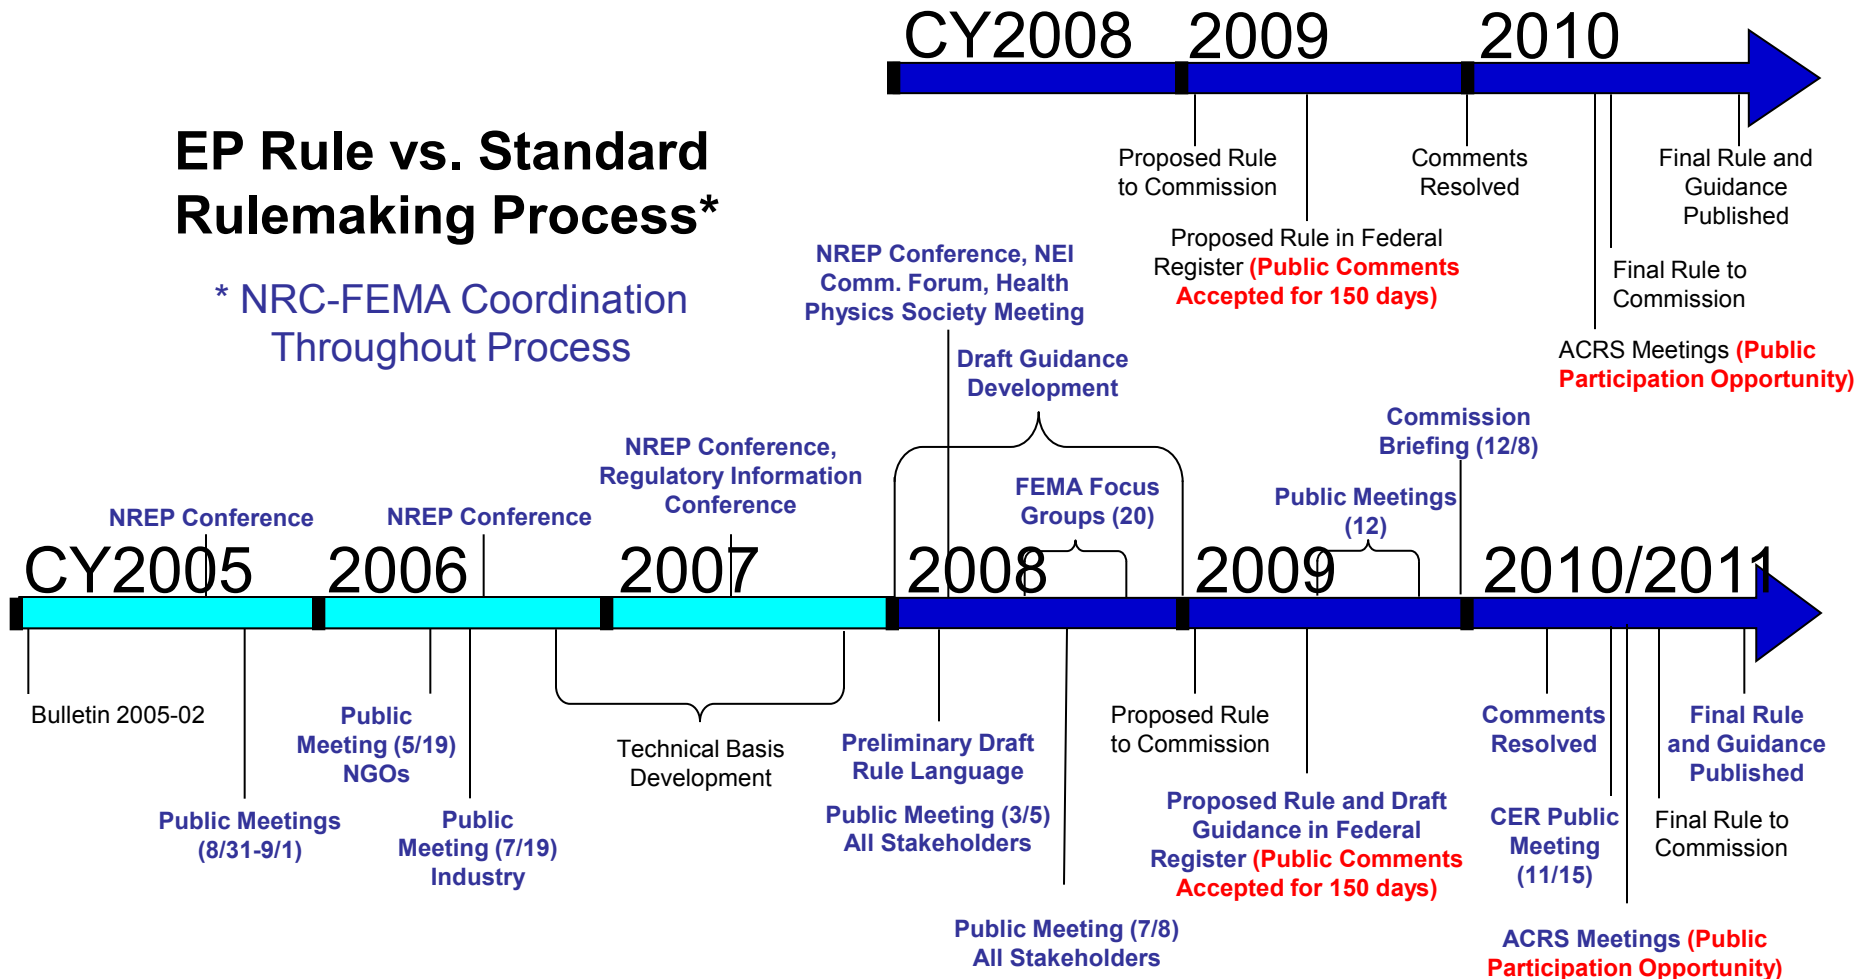 CY2008 2009 2010
EP Rule vs. Standard
Rulemaking Process*
* NRC-FEMA Coordination
Throughout Process
Proposed Rule
to Commission
Proposed Rule in Federal
Register (Public Comments
Accepted for 150 days)
Comments
Resolved
Final Rule and
Guidance
Published
Final Rule to
Commission
ACRS Meetings (Public
Participation Opportunity)
NREP Conference, NEI
Comm. Forum, Health
Physics Society Meeting
Draft Guidance
Development
NREP Conference
NREP Conference
NREP Conference,
Regulatory Information
Conference
FEMA Focus
Groups (20)
Public Meetings
(12)
Commission
Briefing (12/8)
CY2005 2006 2007 2008 2009 2010/2011
Bulletin 2005-02
Public Meetings
(8/31-9/1)
Public
Meeting (5/19)
NGOs
Public
Meeting (7/19)
Industry
Technical Basis
Development
Preliminary Draft
Rule Language
Public Meeting (3/5)
All Stakeholders
Public Meeting (7/8)
All Stakeholders
Proposed Rule
to Commission
Proposed Rule and Draft
Guidance in Federal
Register (Public Comments
Accepted for 150 days)
Comments
Resolved
CER Public
Meeting
(11/15)
ACRS Meetings (Public
Participation Opportunity)
Final Rule to
Commission
Final Rule
and Guidance
Published